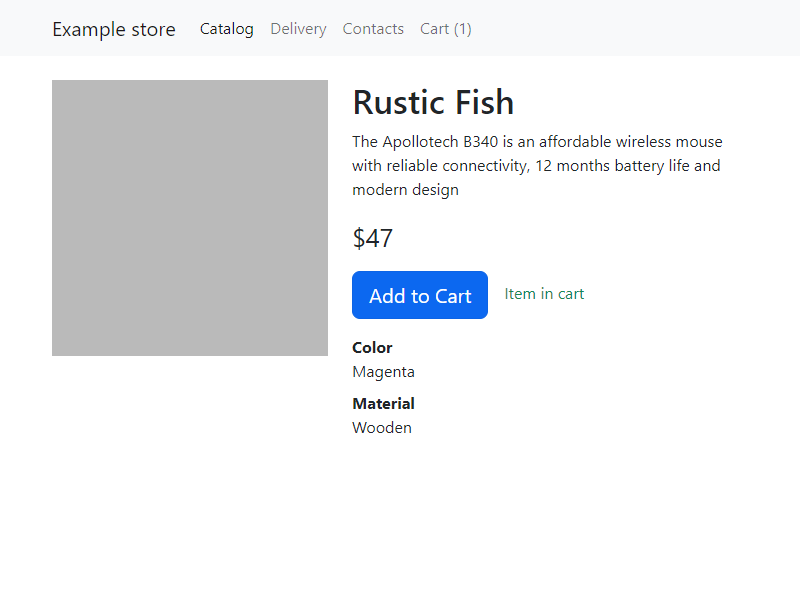 Example store Catalog Delivery Contacts Cart (1)
Rustic Fish
The Apollotech B340 is an affordable wireless mouse
with reliable connectivity, 12 months battery life and
modern design
$47
Add to Cart Item in cart
Color
Magenta
Material
Wooden